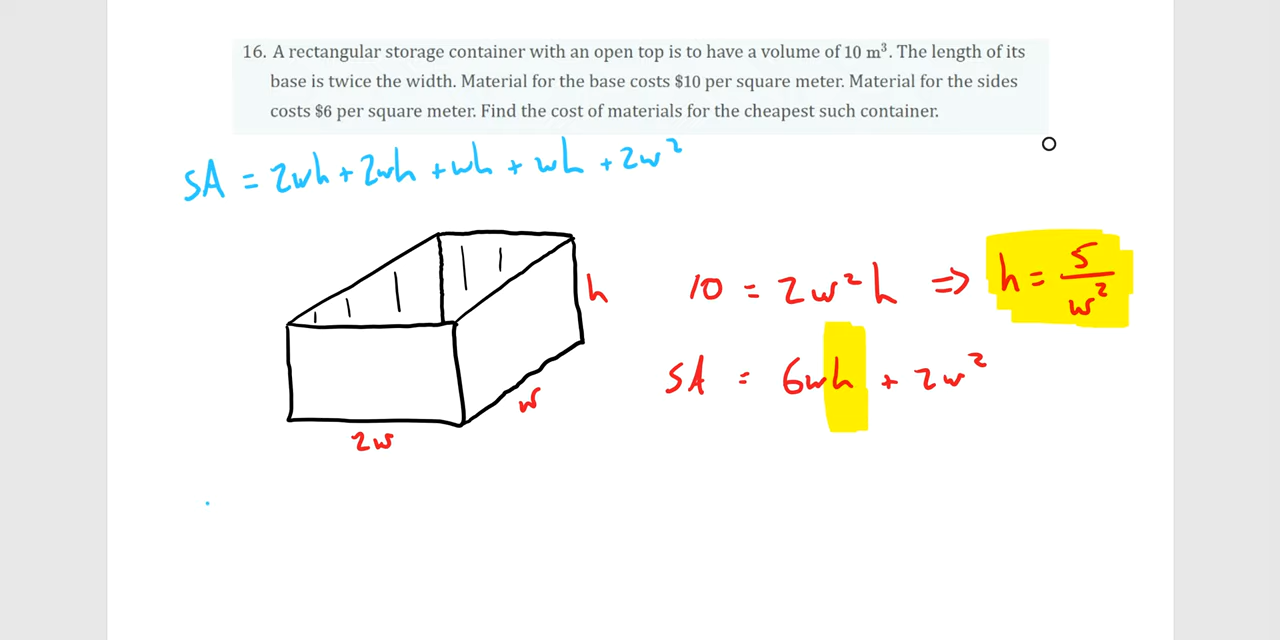 16. A rectangular storage container with an open top is to have a volume of 10 m³. The length of its
base is twice the width. Material for the base costs $10 per square meter. Material for the sides
costs $6 per square meter. Find the cost of materials for the cheapest such container.
SA = 2wh + 2wh + wh + wh + 2w²
h
10 = 2w²h ⇒ h = 5/w²
SA = 6wh + 2w²
w
2w